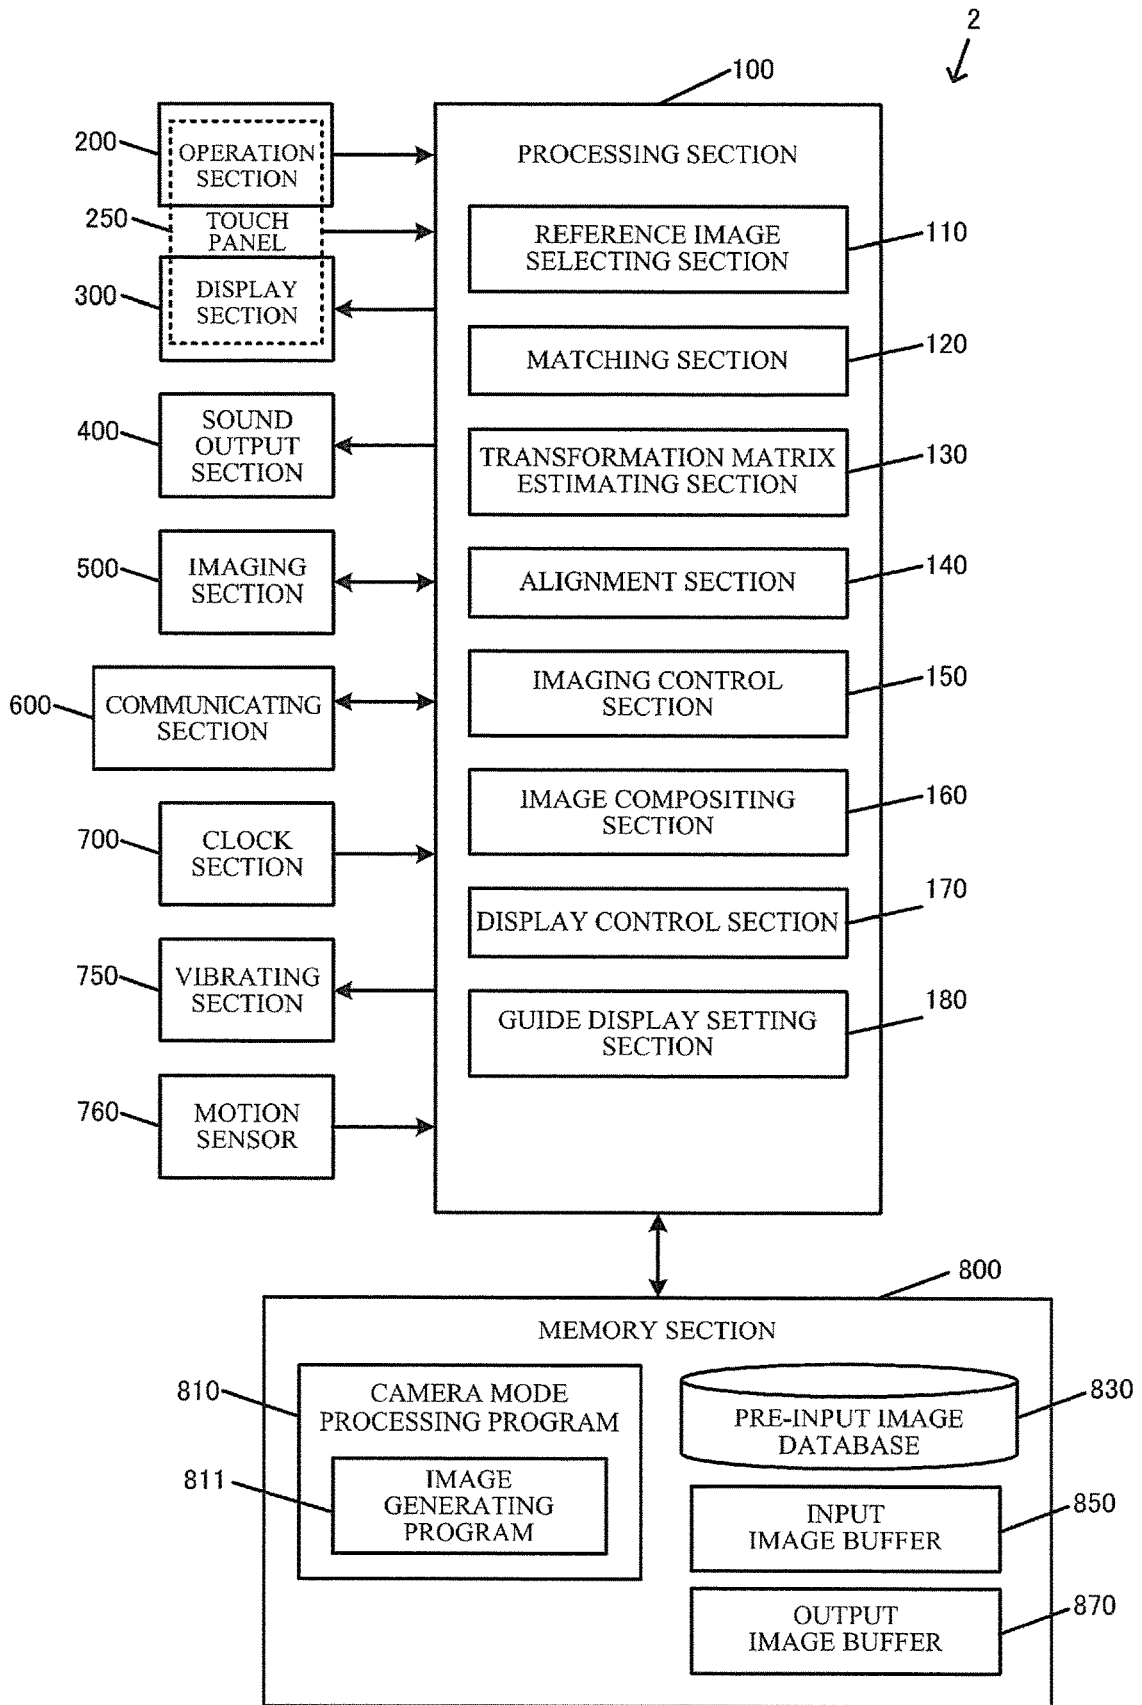 2
100
200
OPERATION
SECTION
PROCESSING SECTION
250
TOUCH
PANEL
REFERENCE IMAGE
SELECTING SECTION
110
300
DISPLAY
SECTION
MATCHING SECTION
120
400
SOUND
OUTPUT
SECTION
TRANSFORMATION MATRIX
ESTIMATING SECTION
130
500
IMAGING
SECTION
ALIGNMENT SECTION
140
600
COMMUNICATING
SECTION
IMAGING CONTROL
SECTION
150
700
CLOCK
SECTION
IMAGE COMPOSITING
SECTION
160
DISPLAY CONTROL SECTION
170
750
VIBRATING
SECTION
GUIDE DISPLAY SETTING
SECTION
180
760
MOTION
SENSOR
800
MEMORY SECTION
810
CAMERA MODE
PROCESSING PROGRAM
811
IMAGE
GENERATING
PROGRAM
PRE-INPUT IMAGE
DATABASE
830
INPUT
IMAGE BUFFER
850
OUTPUT
IMAGE BUFFER
870